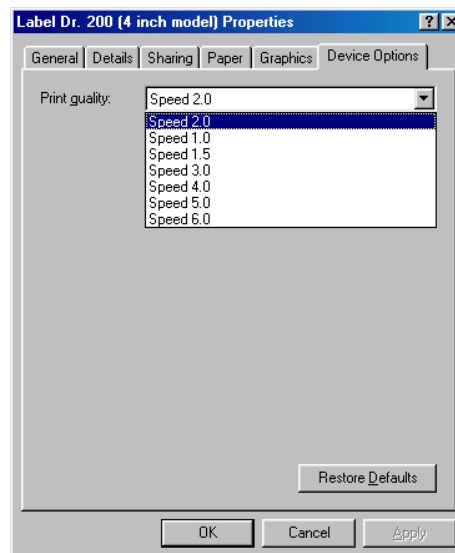 Label Dr. 200 (4 inch model) Properties
General Details Sharing Paper Graphics Device Options
Print quality: Speed 2.0
Speed 2.0
Speed 1.0
Speed 1.5
Speed 3.0
Speed 4.0
Speed 5.0
Speed 6.0
Restore Defaults
OK Cancel Apply